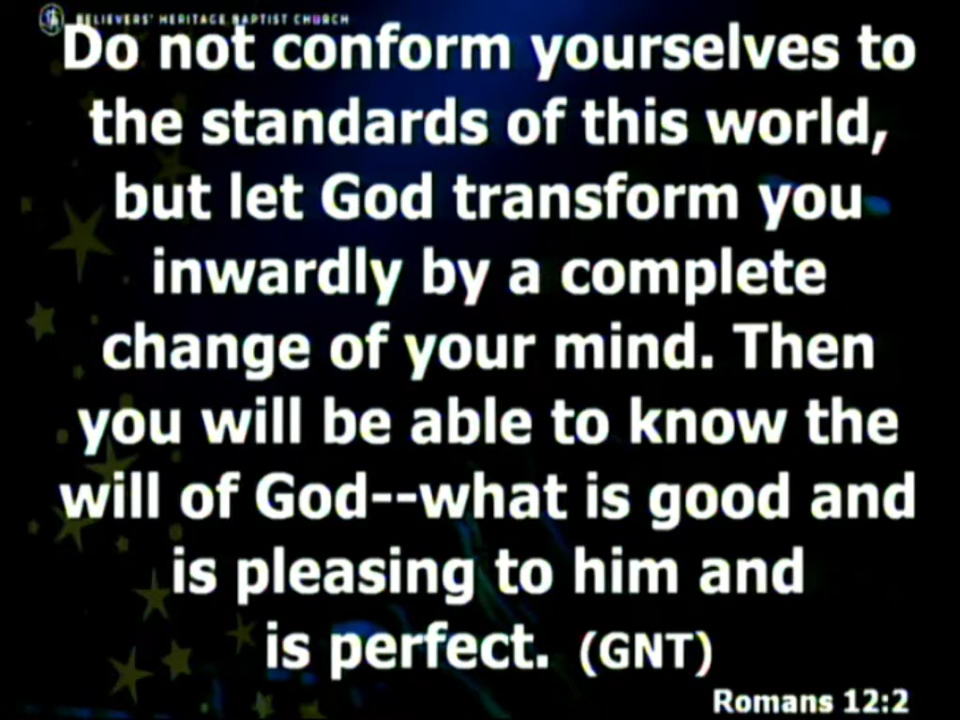 BELIEVERS' HERITAGE BAPTIST CHURCH
Do not conform yourselves to
the standards of this world,
but let God transform you
inwardly by a complete
change of your mind. Then
you will be able to know the
will of God--what is good and
is pleasing to him and
is perfect. (GNT)
Romans 12:2